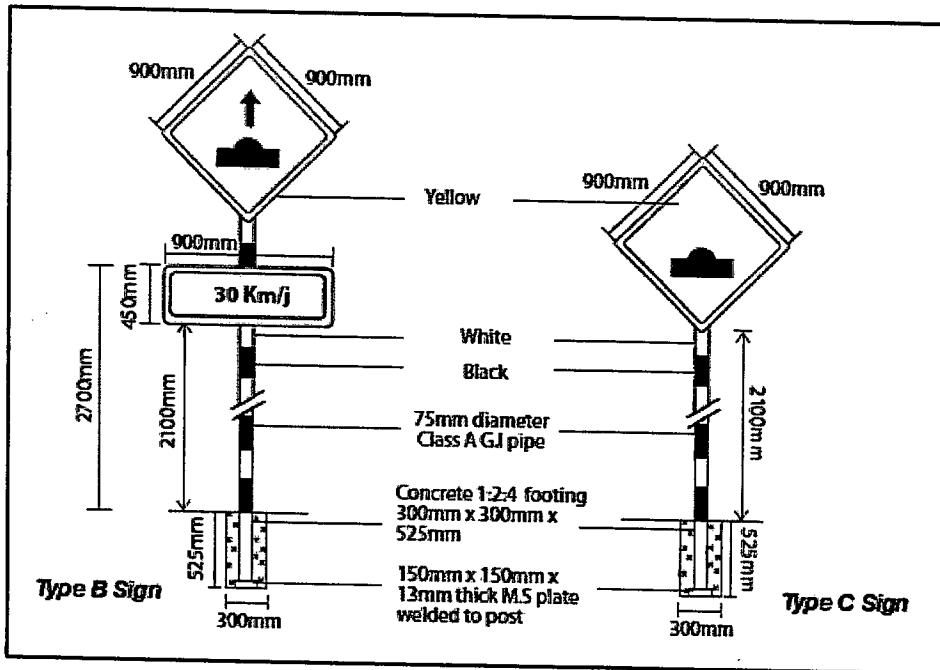 900mm
900mm
900mm
900mm
Yellow
900mm
450mm
30 Km/j
2700mm
2100mm
White
Black
2100mm
75mm diameter
Class A G.I pipe
Concrete 1:2:4 footing
300mm x 300mm x
525mm
525mm
525mm
150mm x 150mm x
13mm thick M.S plate
welded to post
Type B Sign
300mm
300mm
Type C Sign